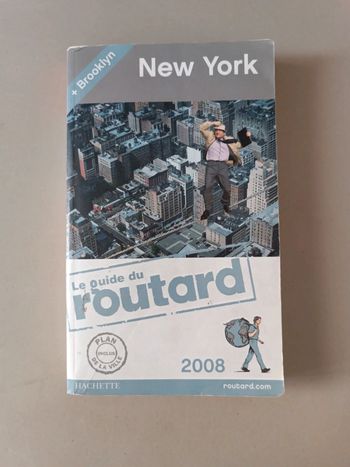 + Brooklyn
New York
Le guide du
routard
PLAN
INCLUS
DE LA VILLE
HACHETTE
2008
routard.com